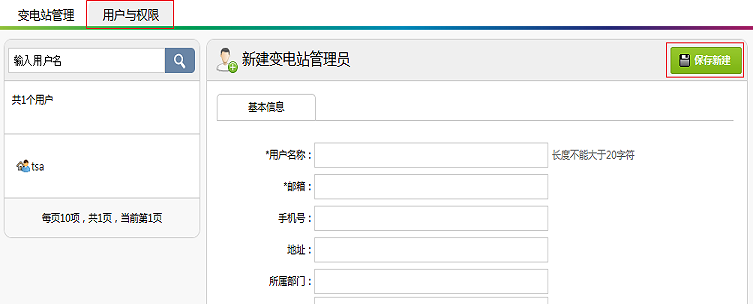 变电站管理 用户与权限
输入用户名
共1个用户
tsa
每页10项，共1页，当前第1页
新建变电站管理员
保存新建
基本信息
*用户名称： 长度不能大于20字符
*邮箱：
手机号：
地址：
所属部门：